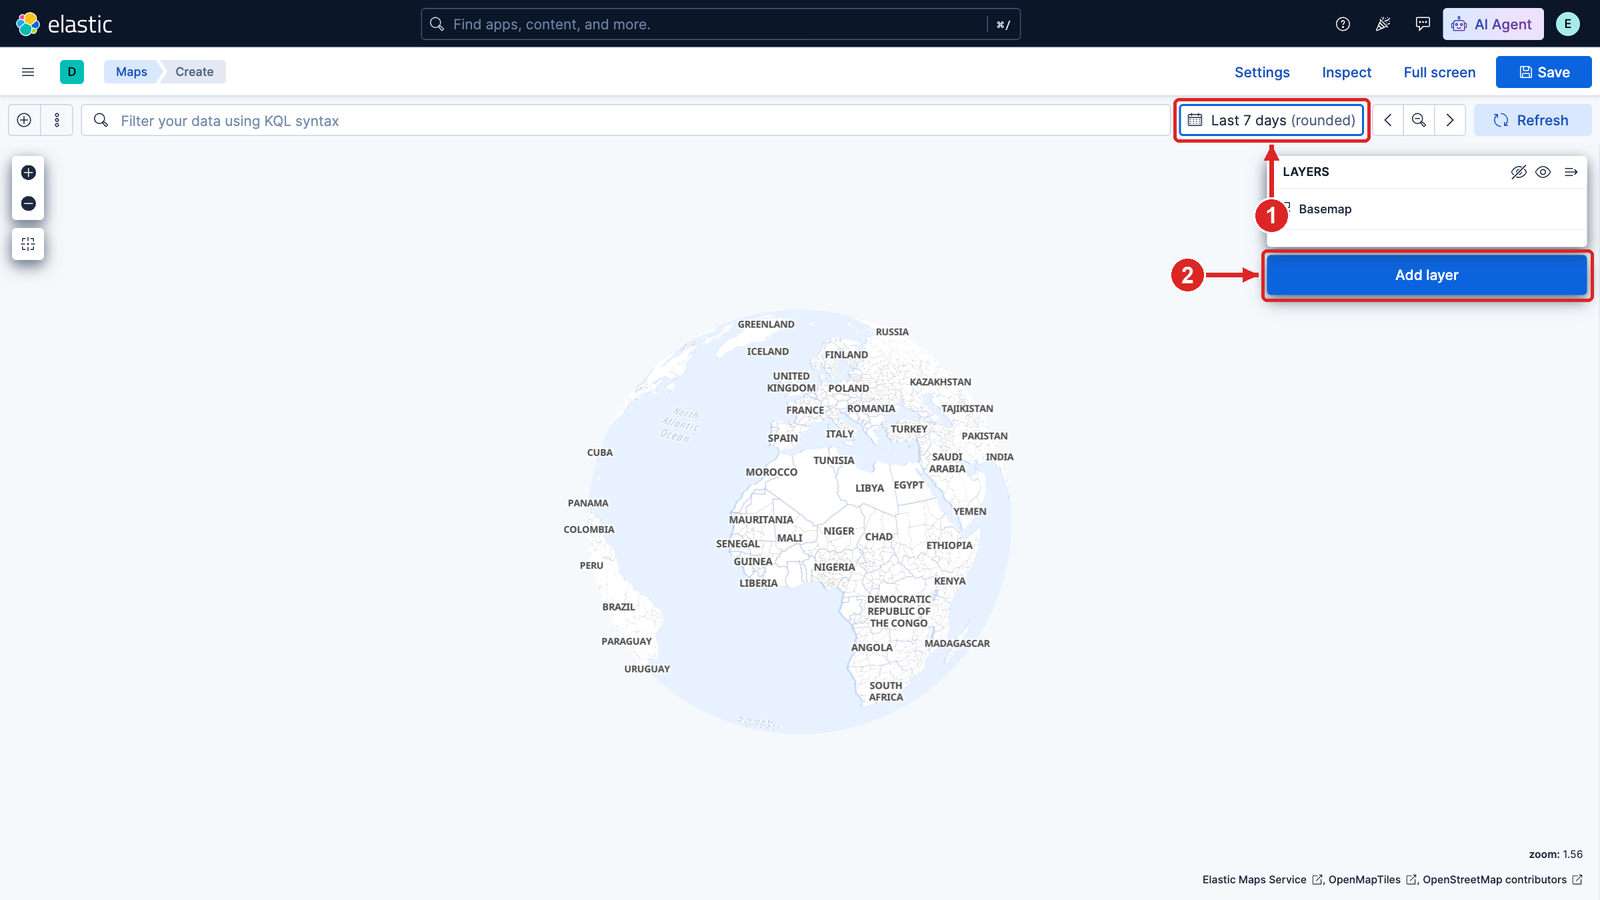 elastic
Find apps, content, and more.
⌘/
AI Agent
E
D
Maps
Create
Settings
Inspect
Full screen
Save
Filter your data using KQL syntax
Last 7 days (rounded)
Refresh
LAYERS
1
Basemap
2
Add layer
GREENLAND
RUSSIA
ICELAND
FINLAND
UNITED
KINGDOM
POLAND
KAZAKHSTAN
FRANCE
ROMANIA
TAJIKISTAN
North
Atlantic
Ocean
SPAIN
ITALY
TURKEY
PAKISTAN
CUBA
TUNISIA
SAUDI
ARABIA
INDIA
MOROCCO
LIBYA
EGYPT
PANAMA
YEMEN
COLOMBIA
MAURITANIA
NIGER
CHAD
SENEGAL
MALI
ETHIOPIA
PERU
GUINEA
NIGERIA
LIBERIA
KENYA
BRAZIL
DEMOCRATIC
REPUBLIC OF
THE CONGO
PARAGUAY
ANGOLA
MADAGASCAR
URUGUAY
SOUTH
AFRICA
zoom: 1.56
Elastic Maps Service , OpenMapTiles , OpenStreetMap contributors